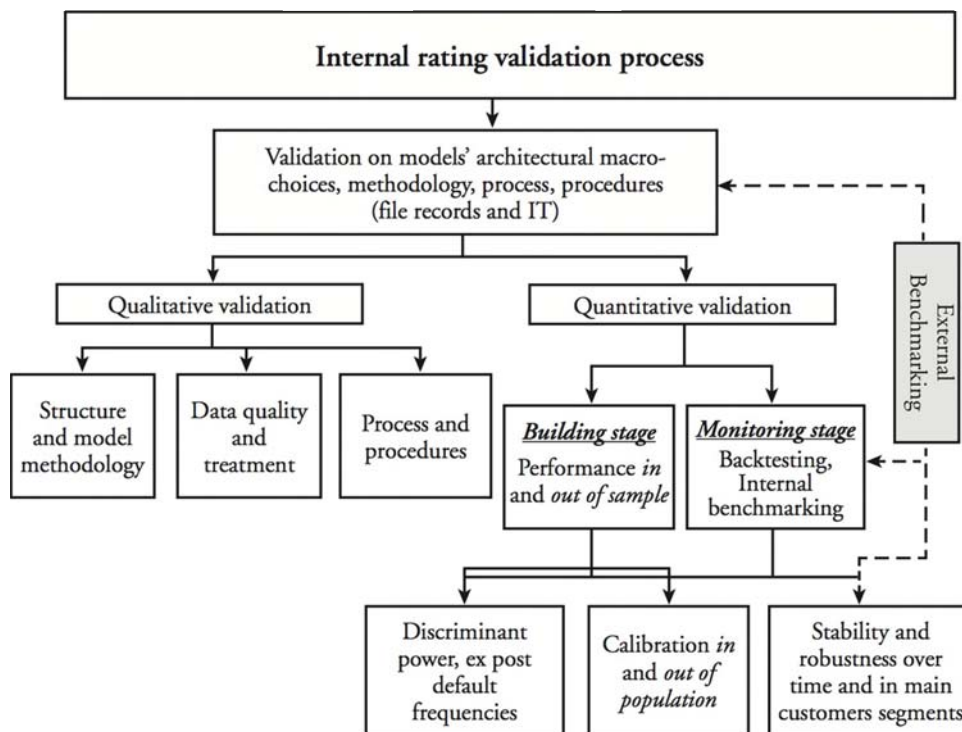 Internal rating validation process
Validation on models' architectural macro-
choices, methodology, process, procedures
(file records and IT)
External
Benchmarking
Qualitative validation
Quantitative validation
Structure
and model
methodology
Data quality
and
treatment
Process and
procedures
Building stage
Performance in
and out of sample
Monitoring stage
Backtesting,
Internal
benchmarking
Discriminant
power, ex post
default
frequencies
Calibration in
and out of
population
Stability and
robustness over
time and in main
customers segments